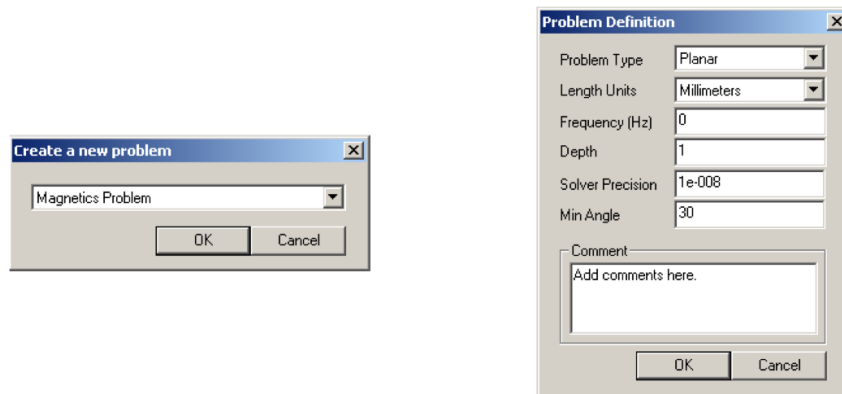 Create a new problem
Magnetics Problem
OK Cancel
Problem Definition
Problem Type Planar
Length Units Millimeters
Frequency (Hz) 0
Depth 1
Solver Precision 1e-008
Min Angle 30
Comment
Add comments here.
OK Cancel